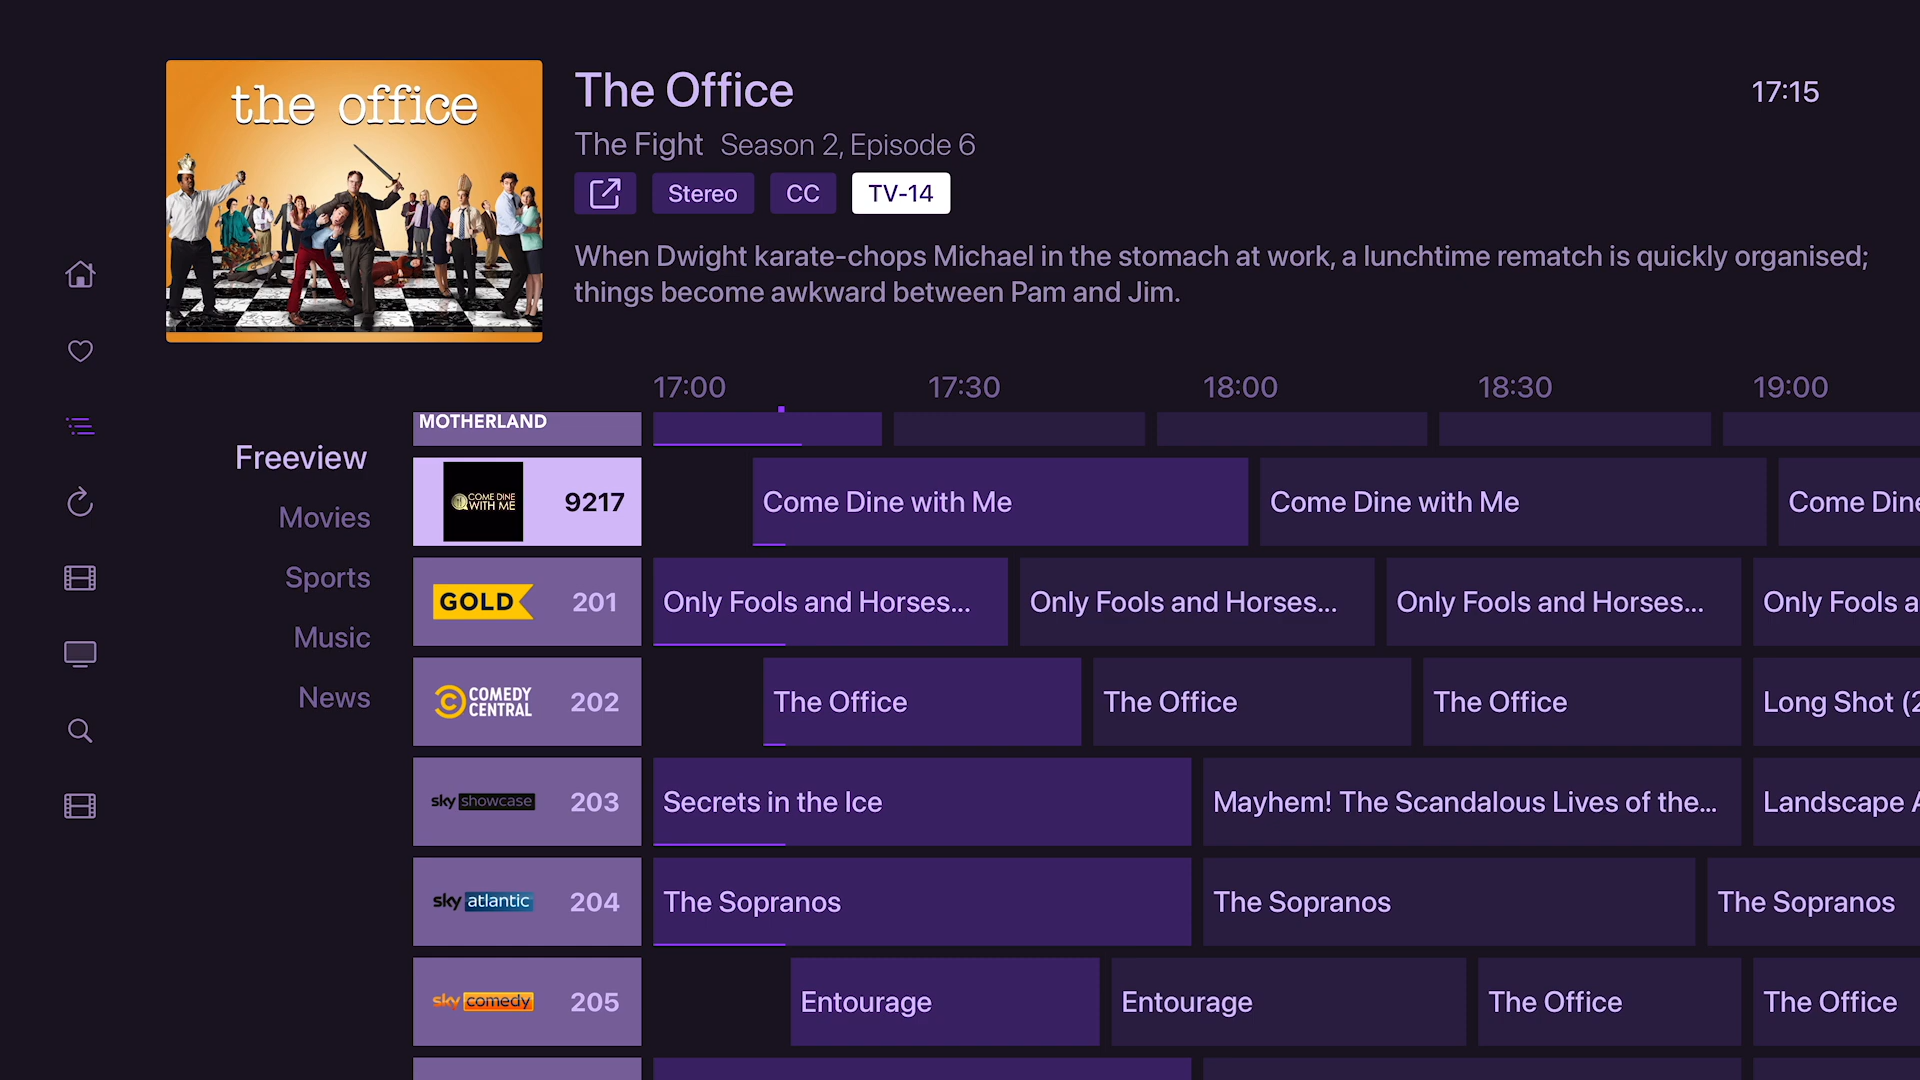 the office
The Office
17:15
The Fight Season 2, Episode 6
Stereo CC TV-14
When Dwight karate-chops Michael in the stomach at work, a lunchtime rematch is quickly organised;
things become awkward between Pam and Jim.
17:00 17:30 18:00 18:30 19:00
MOTHERLAND
Freeview
Movies
Sports
Music
News
COME DINE
WITH ME
9217 Come Dine with Me Come Dine with Me Come Dine
GOLD 201 Only Fools and Horses... Only Fools and Horses... Only Fools and Horses... Only Fools a
COMEDY
CENTRAL
202 The Office The Office The Office Long Shot (2
sky showcase 203 Secrets in the Ice Mayhem! The Scandalous Lives of the... Landscape A
sky atlantic 204 The Sopranos The Sopranos The Sopranos
sky comedy 205 Entourage Entourage The Office The Office